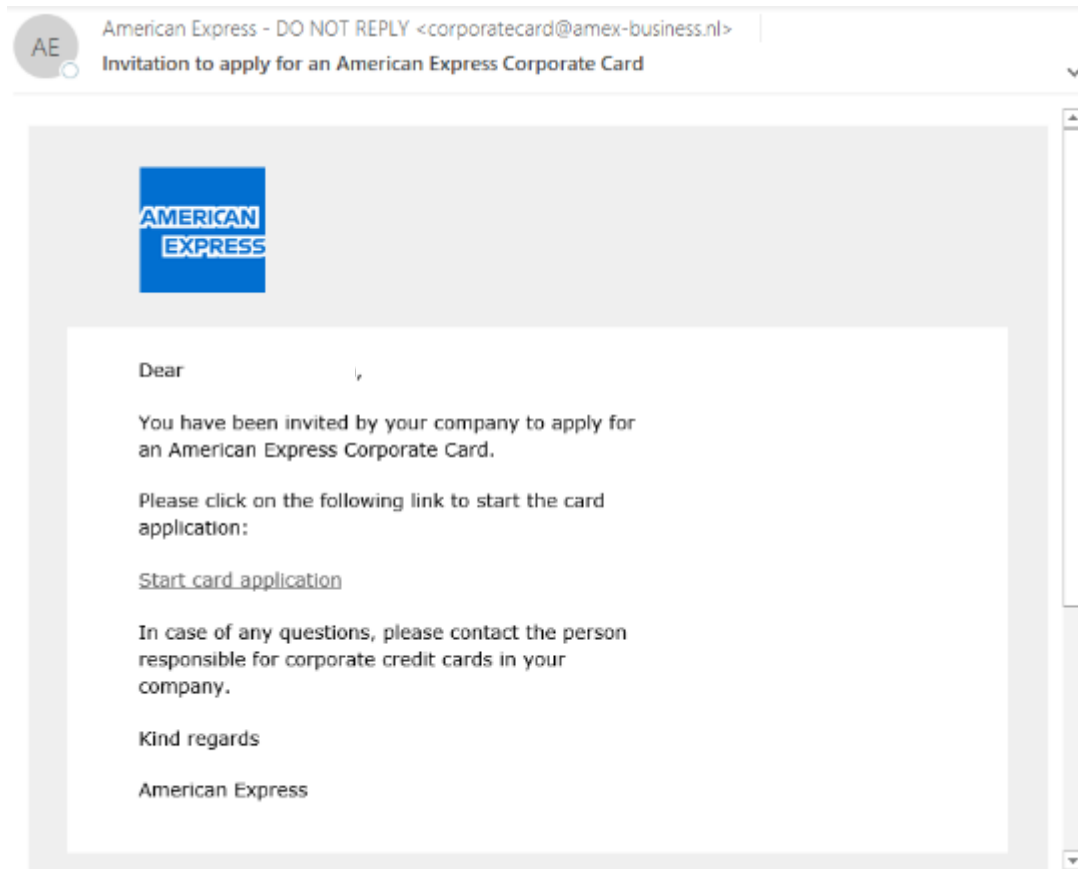 AE
American Express - DO NOT REPLY <corporatecard@amex-business.nl>
Invitation to apply for an American Express Corporate Card
AMERICAN
EXPRESS
Dear ,
You have been invited by your company to apply for
an American Express Corporate Card.
Please click on the following link to start the card
application:
Start card application
In case of any questions, please contact the person
responsible for corporate credit cards in your
company.
Kind regards
American Express